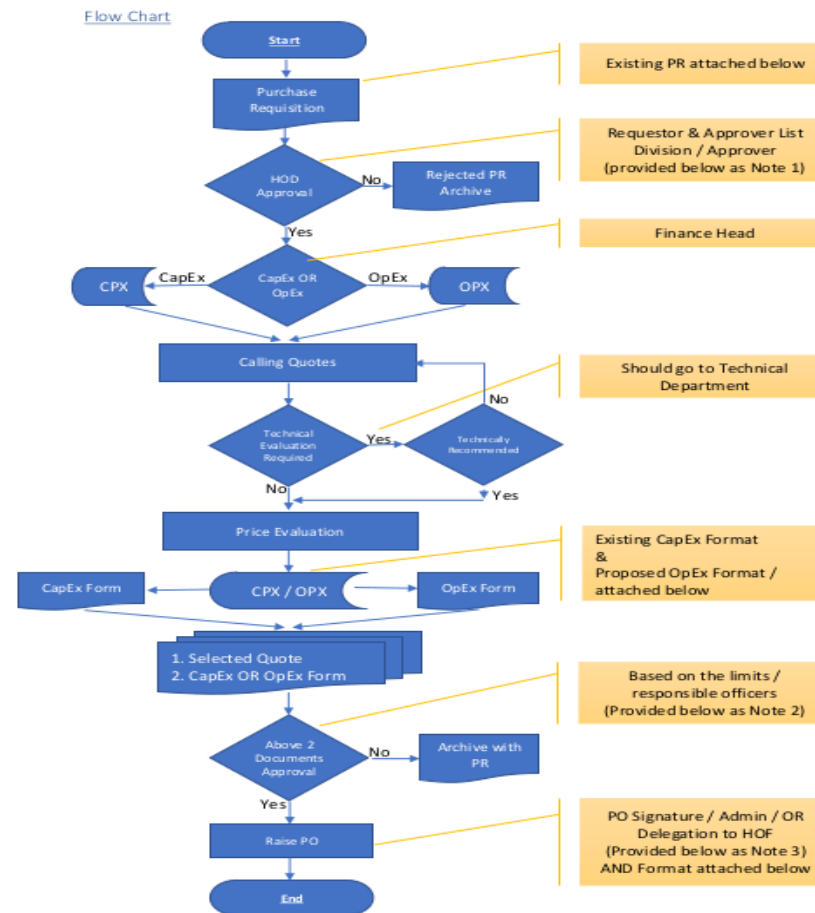 Flow Chart
Start
Existing PR attached below
Purchase
Requisition
Requestor & Approver List
Division / Approver
(provided below as Note 1)
HOD
Approval
No
Rejected PR
Archive
Yes
Finance Head
CapEx OR
OpEx
CapEx
OpEx
CPX
OPX
Calling Quotes
Should go to Technical
Department
No
Technical
Evaluation
Required
Yes
Technically
Recommended
No
Yes
Price Evaluation
Existing CapEx Format
&
Proposed OpEx Format /
attached below
CapEx Form
CPX / OPX
OpEx Form
1. Selected Quote
2. CapEx OR OpEx Form
Based on the limits /
responsible officers
(Provided below as Note 2)
Above 2
Documents
Approval
No
Archive with
PR
Yes
PO Signature / Admin / OR
Delegation to HOF
(Provided below as Note 3)
AND Format attached below
Raise PO
End